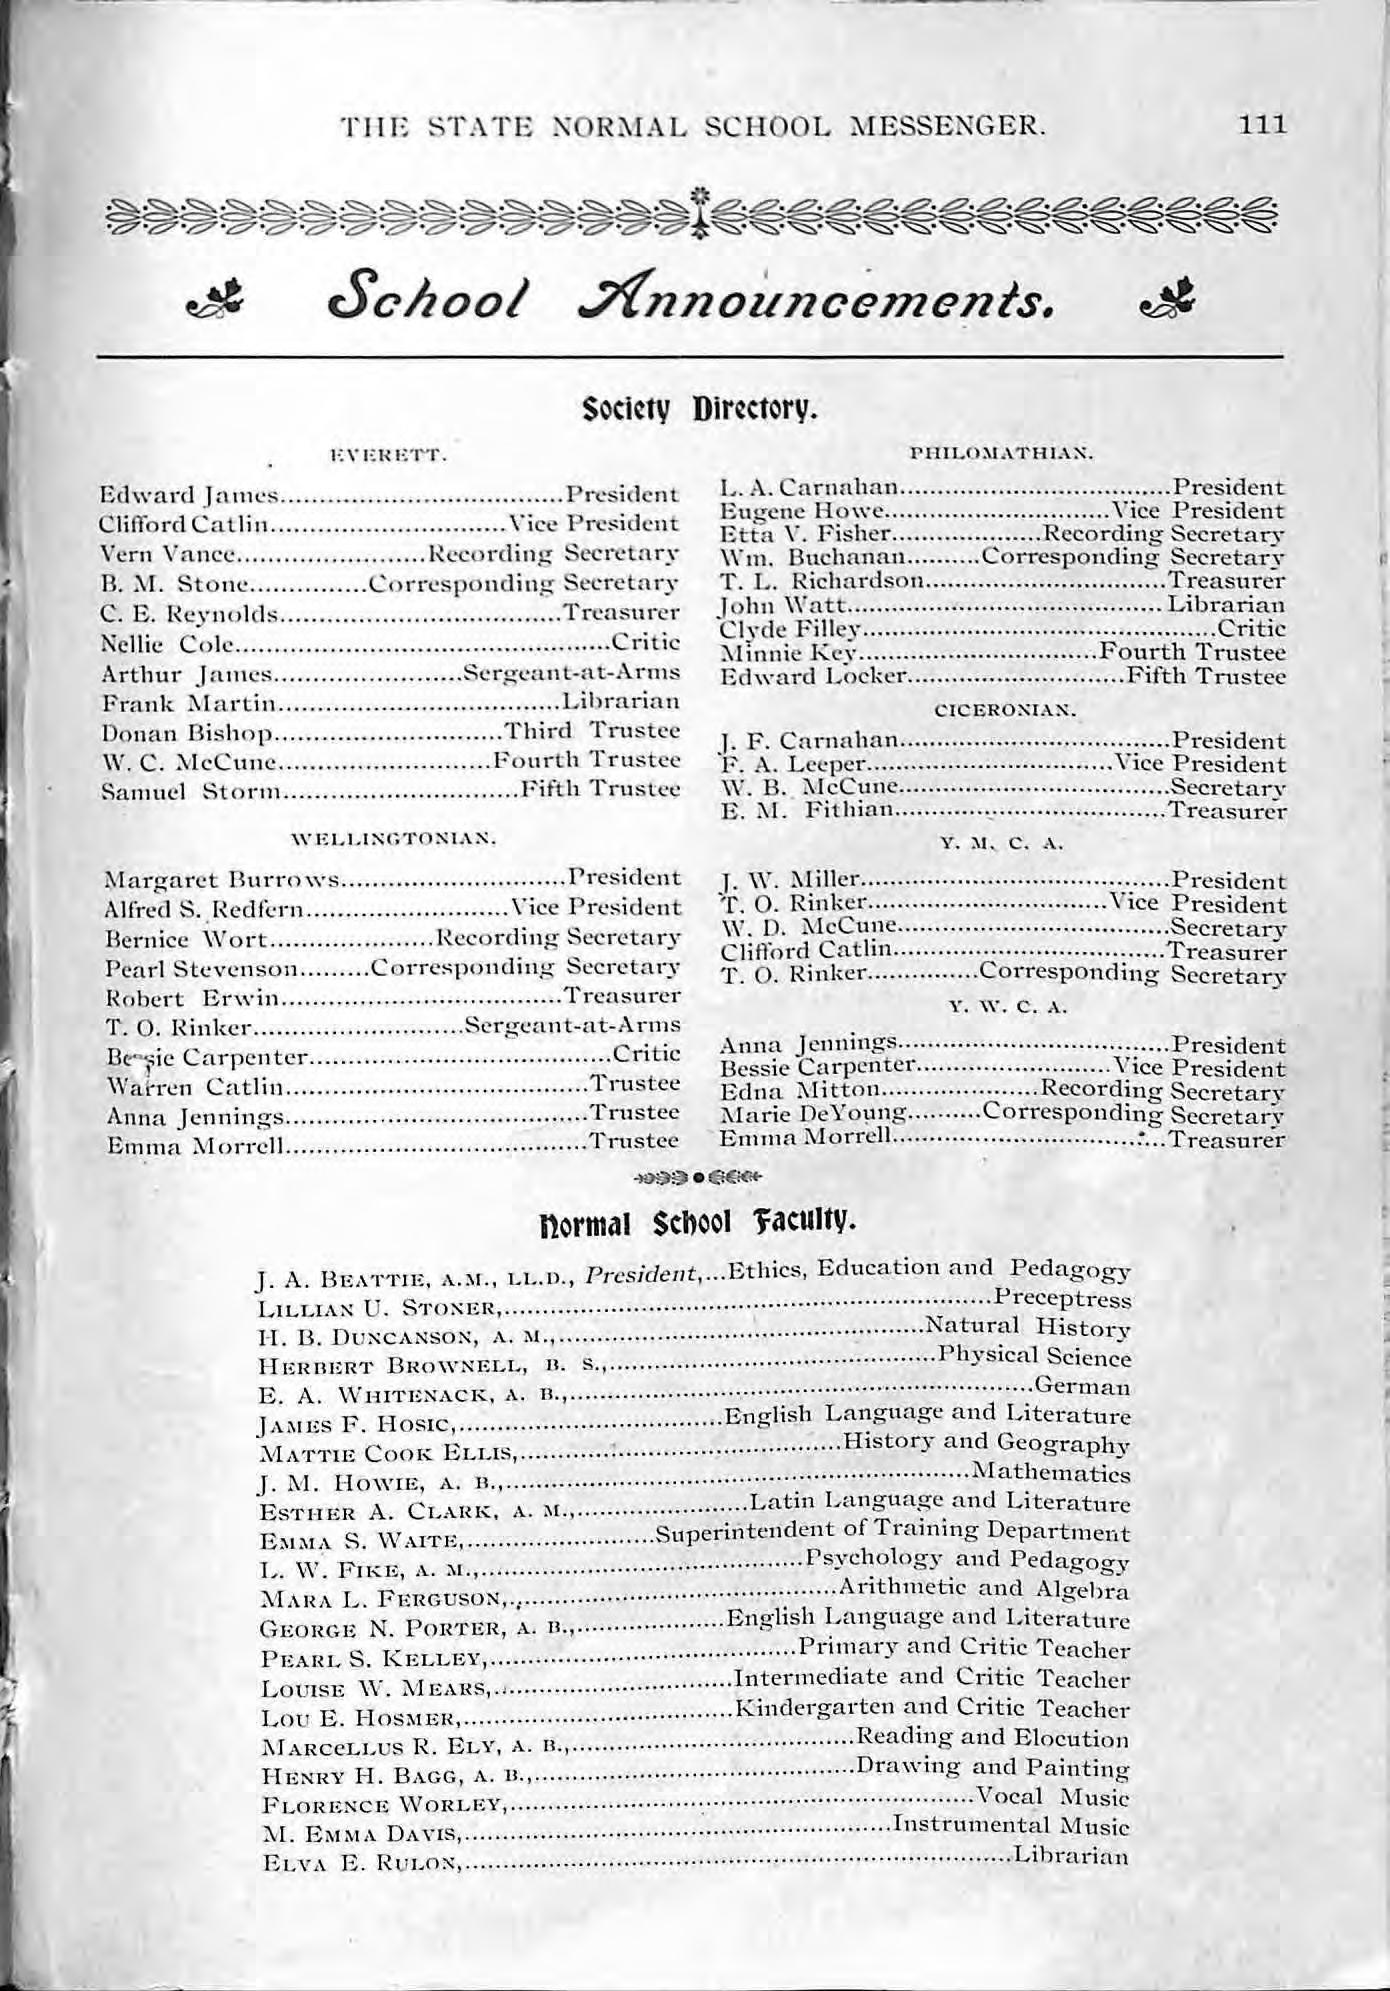 THE STATE NORMAL SCHOOL MESSENGER. 111
School Announcements.
Society Directory.
EVERETT.
Edward James....................................President
Clifford Catlin..............................Vice President
Vern Vance........................Recording Secretary
B. M. Stone...............Corresponding Secretary
C. E. Reynolds....................................Treasurer
Nellie Cole................................................Critic
Arthur James........................Sergeant-at-Arms
Frank Martin....................................Librarian
Donan Bishop.............................Third Trustee
W. C. McCune...........................Fourth Trustee
Samuel Storm..............................Fifth Trustee
WELLINGTONIAN.
Margaret Burrows.............................President
Alfred S. Redfern..........................Vice President
Bernice Wort.....................Recording Secretary
Pearl Stevenson.........Corresponding Secretary
Robert Erwin....................................Treasurer
T. O. Rinker...........................Sergeant-at-Arms
Bessie Carpenter......................................Critic
Warren Catlin......................................Trustee
Anna Jennings......................................Trustee
Emma Morrell......................................Trustee
PHILOMATHIAN.
L. A. Carnahan...................................President
Eugene Howe.............................Vice President
Etta V. Fisher....................Recording Secretary
Wm. Buchanan..........Corresponding Secretary
T. L. Richardson...............................Treasurer
John Watt.........................................Librarian
Clyde Filley..............................................Critic
Minnie Key...............................Fourth Trustee
Edward Locker............................Fifth Trustee
CICERONIAN.
J. F. Carnahan...................................President
F. A. Leeper................................Vice President
W. B. McCune...................................Secretary
E. M. Fithian...................................Treasurer
Y. M. C. A.
J. W. Miller........................................President
T. O. Rinker...............................Vice President
W. D. McCune...................................Secretary
Clifford Catlin...................................Treasurer
T. O. Rinker..............Corresponding Secretary
Y. W. C. A.
Anna Jennings...................................President
Bessie Carpenter.........................Vice President
Edna Mitton....................Recording Secretary
Marie DeYoung..........Corresponding Secretary
Emma Morrell...................................Treasurer
Normal School Faculty.
J. A. BEATTIE, A.M., LL.D., President,...Ethics, Education and Pedagogy
LILLIAN U. STONER,................................................................Preceptress
H. B. DUNCANSON, A. M.,................................................Natural History
HERBERT BROWNELL, B. S.,...........................................Physical Science
E. A. WHITENACK, A. B.,.............................................................German
JAMES F. HOSIC,...................................English Language and Literature
MATTIE COOK ELLIS,..........................................History and Geography
J. M. HOWIE, A. B.,.............................................................Mathematics
ESTHER A. CLARK, A. M.,......................Latin Language and Literature
EMMA S. WAITE,.........................Superintendent of Training Department
L. W. FIKE, A. M.,..........................................Psychology and Pedagogy
MARA L. FERGUSON,..........................................Arithmetic and Algebra
GEORGE N. PORTER, A. B.,...................English Language and Literature
PEARL S. KELLEY,........................................Primary and Critic Teacher
LOUISE W. MEARS,..............................Intermediate and Critic Teacher
LOU E. HOSMER,...................................Kindergarten and Critic Teacher
MARCELLUS R. ELY, A. B.,.....................................Reading and Elocution
HENRY H. BAGG, A. B.,..........................................Drawing and Painting
FLORENCE WORLEY,.............................................................Vocal Music
M. EMMA DAVIS,........................................................Instrumental Music
ELVA E. RULON,........................................................................Librarian